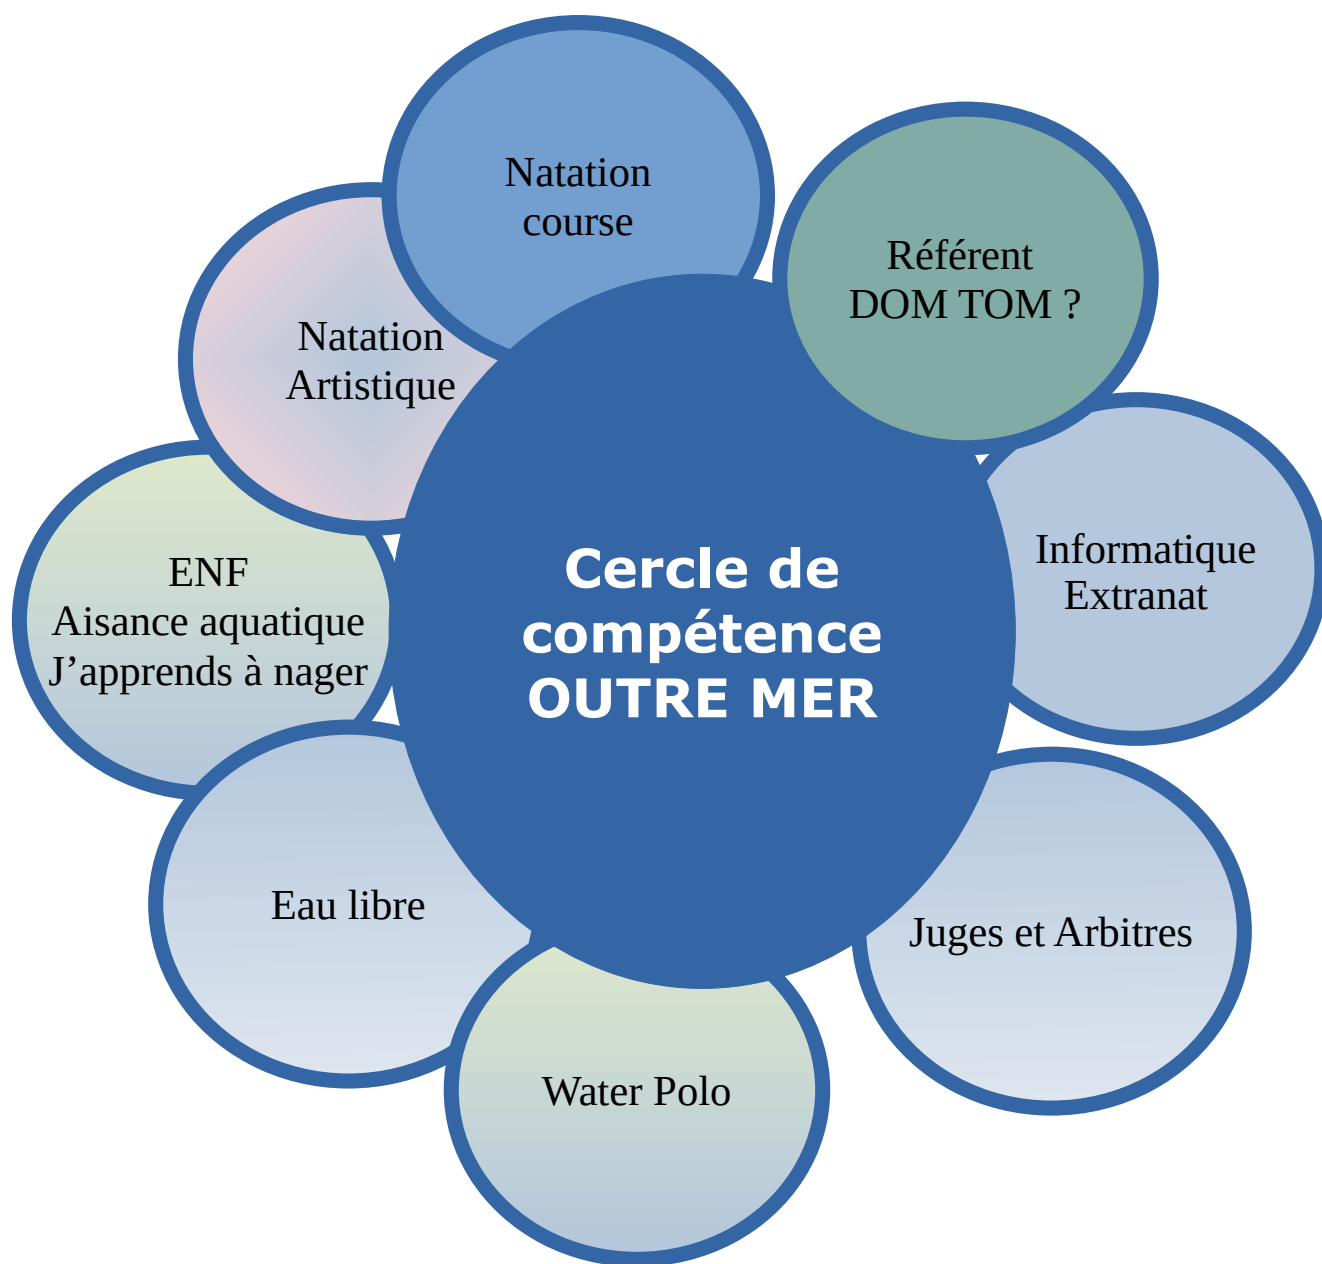 Natation
course
Référent
DOM TOM ?
Natation
Artistique
Informatique
Extranat
ENF
Aisance aquatique
J’apprends à nager
Cercle de
compétence
OUTRE MER
Eau libre
Juges et Arbitres
Water Polo